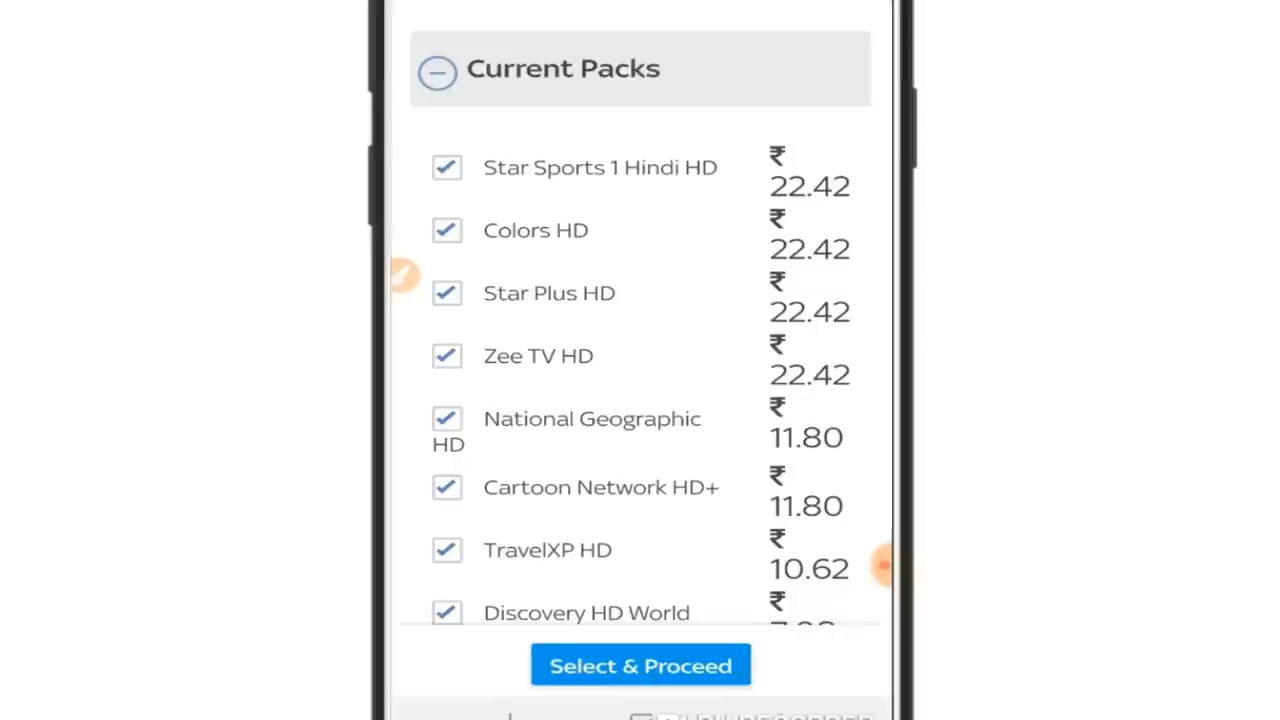 Current Packs
Star Sports 1 Hindi HD ₹ 22.42
Colors HD ₹ 22.42
Star Plus HD ₹ 22.42
Zee TV HD ₹ 22.42
National Geographic HD ₹ 11.80
Cartoon Network HD+ ₹ 11.80
TravelXP HD ₹ 10.62
Discovery HD World ₹
Select & Proceed